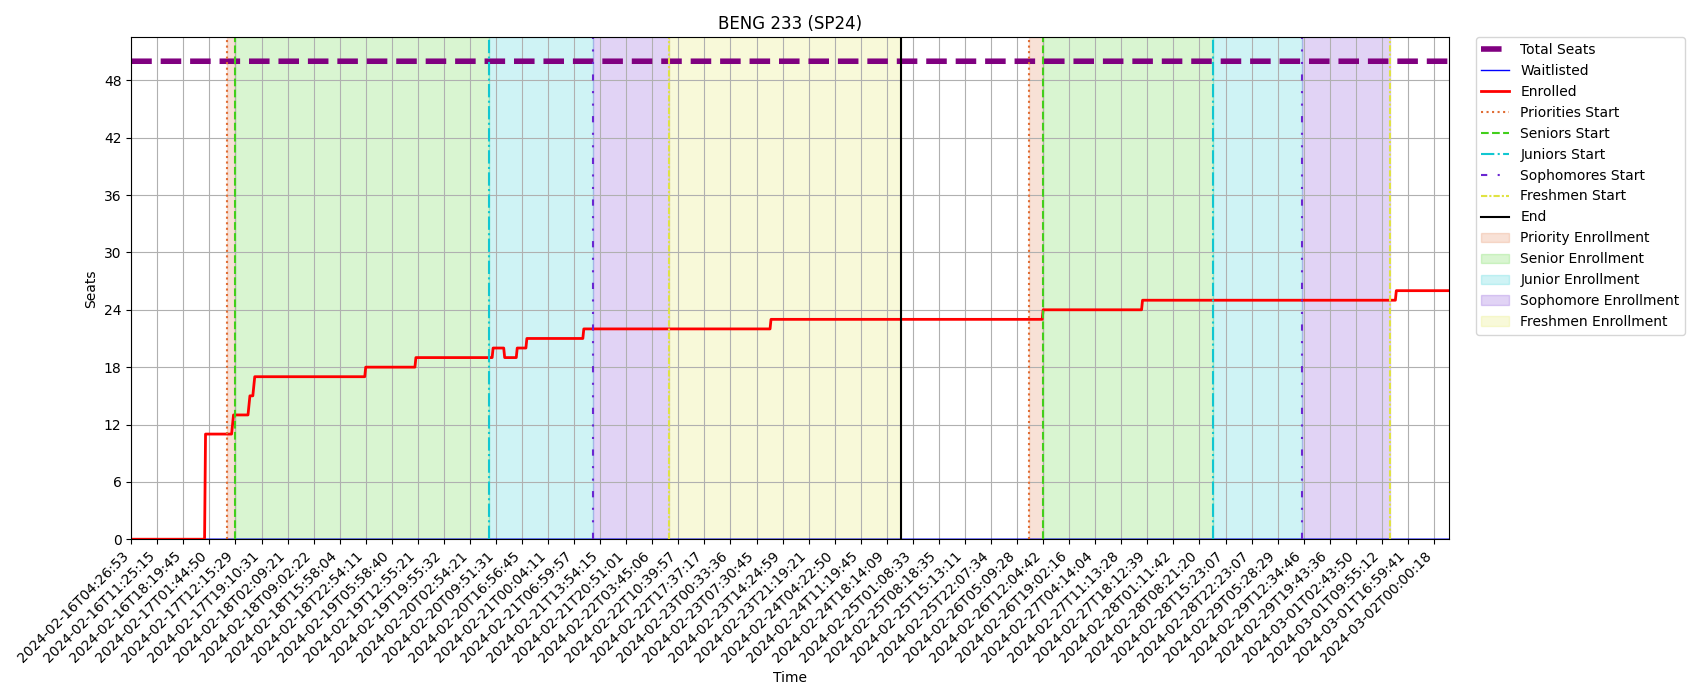 BENG 233 (SP24)
Seats
48
42
36
30
24
18
12
6
0
2024-02-16T04:26:53
2024-02-16T11:25:15
2024-02-16T18:19:45
2024-02-17T01:44:50
2024-02-17T12:15:29
2024-02-17T19:10:31
2024-02-18T02:09:21
2024-02-18T09:02:22
2024-02-18T15:58:04
2024-02-18T22:54:11
2024-02-19T05:58:40
2024-02-19T12:55:21
2024-02-19T19:55:32
2024-02-20T02:54:21
2024-02-20T09:51:31
2024-02-20T16:56:45
2024-02-21T00:04:11
2024-02-21T06:59:57
2024-02-21T13:54:15
2024-02-21T20:51:01
2024-02-22T03:45:06
2024-02-22T10:39:57
2024-02-22T17:37:17
2024-02-23T00:33:36
2024-02-23T07:30:45
2024-02-23T14:24:59
2024-02-23T21:19:21
2024-02-24T04:22:50
2024-02-24T11:19:45
2024-02-24T18:14:09
2024-02-25T01:08:33
2024-02-25T08:18:35
2024-02-25T15:13:11
2024-02-25T22:07:34
2024-02-26T05:09:28
2024-02-26T12:04:42
2024-02-26T19:02:16
2024-02-27T04:14:04
2024-02-27T11:13:28
2024-02-27T18:12:39
2024-02-28T01:11:42
2024-02-28T08:21:20
2024-02-28T15:23:07
2024-02-28T22:23:07
2024-02-29T05:28:29
2024-02-29T12:34:46
2024-02-29T19:43:36
2024-03-01T02:43:50
2024-03-01T09:55:12
2024-03-01T16:59:41
2024-03-02T00:00:18
Time
Total Seats
Waitlisted
Enrolled
Priorities Start
Seniors Start
Juniors Start
Sophomores Start
Freshmen Start
End
Priority Enrollment
Senior Enrollment
Junior Enrollment
Sophomore Enrollment
Freshmen Enrollment